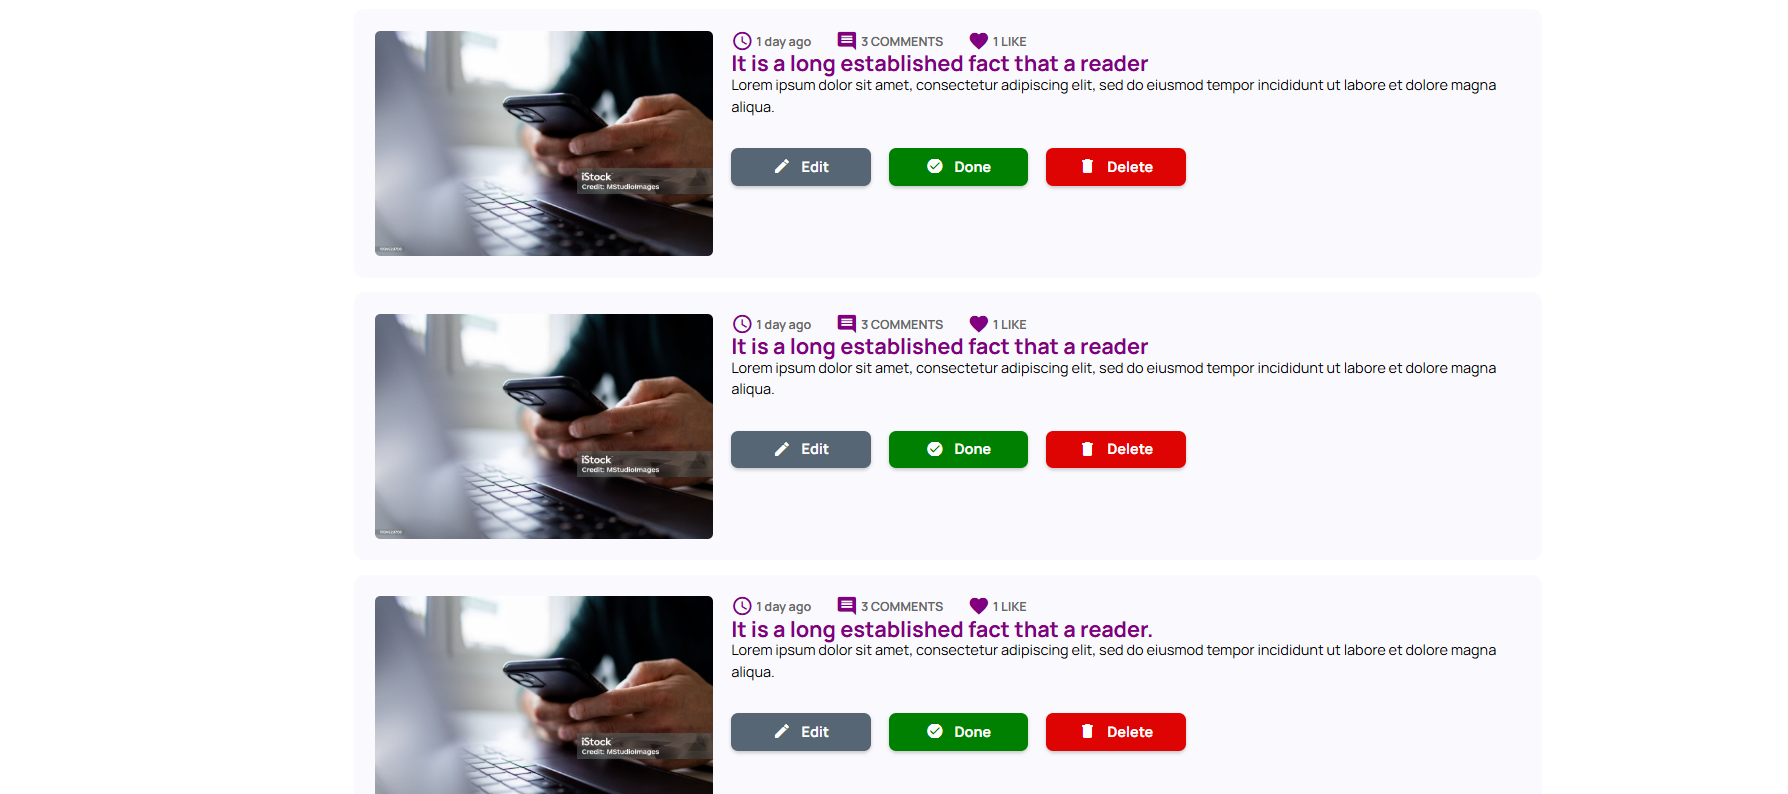 1 day ago 3 COMMENTS 1 LIKE
It is a long established fact that a reader
Lorem ipsum dolor sit amet, consectetur adipiscing elit, sed do eiusmod tempor incididunt ut labore et dolore magna
aliqua.
Edit Done Delete
iStock
Credit: MStudioImages
1 day ago 3 COMMENTS 1 LIKE
It is a long established fact that a reader
Lorem ipsum dolor sit amet, consectetur adipiscing elit, sed do eiusmod tempor incididunt ut labore et dolore magna
aliqua.
Edit Done Delete
iStock
Credit: MStudioImages
1 day ago 3 COMMENTS 1 LIKE
It is a long established fact that a reader.
Lorem ipsum dolor sit amet, consectetur adipiscing elit, sed do eiusmod tempor incididunt ut labore et dolore magna
aliqua.
Edit Done Delete
iStock
Credit: MStudioImages